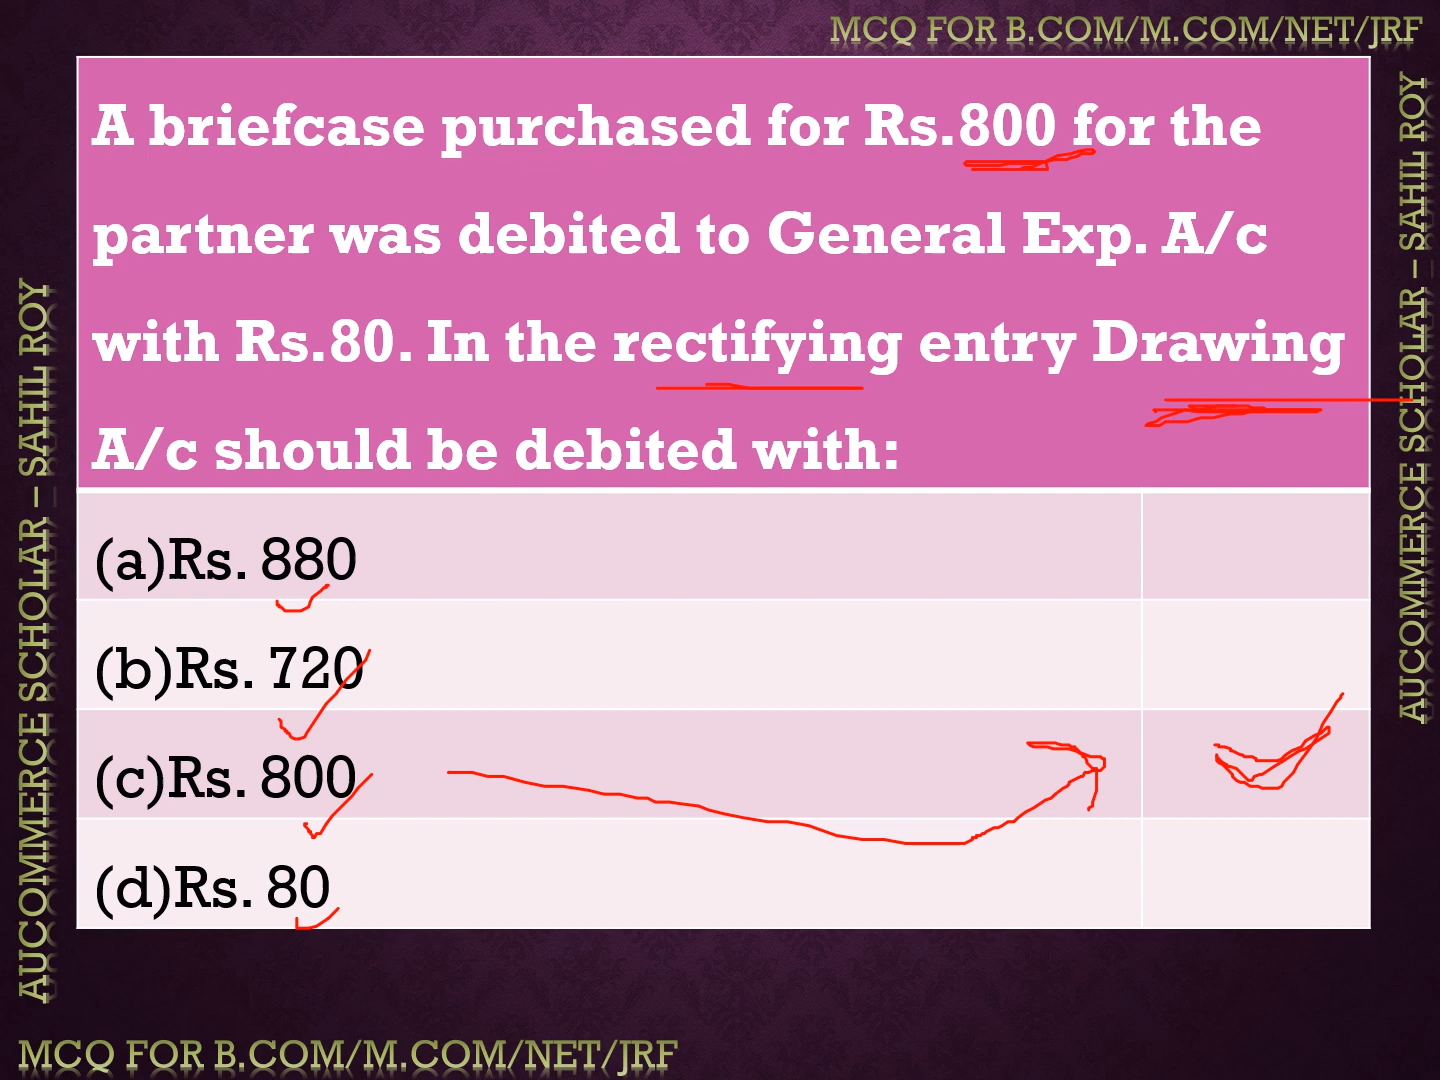 MCQ FOR B.COM/M.COM/NET/JRF
A briefcase purchased for Rs.800 for the
partner was debited to General Exp. A/c
with Rs.80. In the rectifying entry Drawing
A/c should be debited with:
(a)Rs. 880
(b)Rs. 720
(c)Rs. 800
(d)Rs. 80
AUCOMMERCE SCHOLAR – SAHIL ROY
AUCOMMERCE SCHOLAR – SAHIL ROY
MCQ FOR B.COM/M.COM/NET/JRF